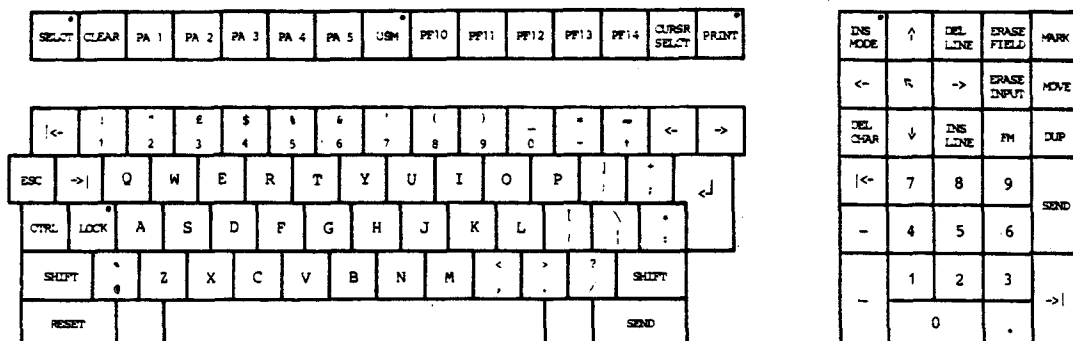 SELCT CLEAR PA 1 PA 2 PA 3 PA 4 PA 5 USM PF10 PF11 PF12 PF13 PF14 CURSR SELCT PRINT
|<- ! 1 " 2 £ 3 $ 4 % 5 & 6 ' 7 ( 8 ) 9 _ 0 - ↑ <- ->
ESC ->| Q W E R T Y U I O P ] + ;
CTRL LOCK A S D F G H J K L [ \ * :
SHIFT @ Z X C V B N M < , > . ? / SHIFT
RESET SEND
INS MODE ↑ DEL LINE ERASE FIELD MARK
<- ↖ -> ERASE INPUT MOVE
DEL CHAR ↓ INS LINE FM DUP
|<- 7 8 9 SEND
- 4 5 6
- 1 2 3 ->|
0 .